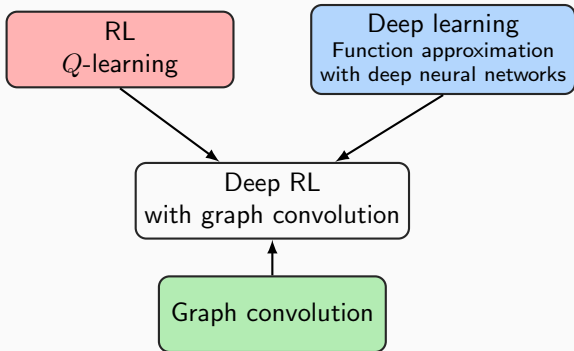 RL
Q-learning
Deep learning
Function approximation
with deep neural networks
Deep RL
with graph convolution
Graph convolution